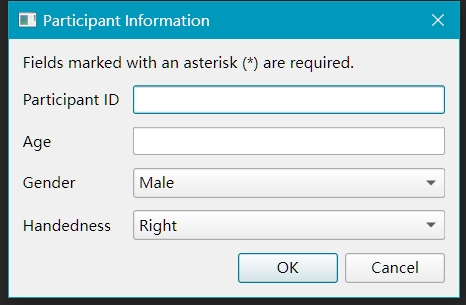 Participant Information
Fields marked with an asterisk (*) are required.
Participant ID
Age
Gender Male
Handedness Right
OK Cancel